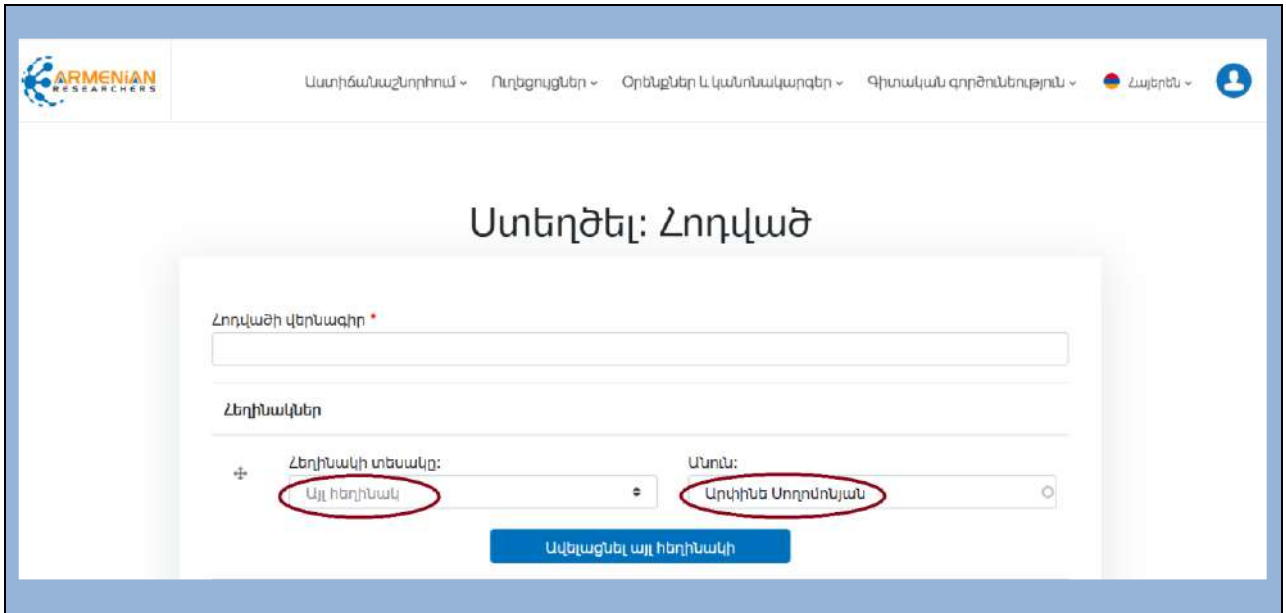 ARMENIAN
RESEARCHERS
Աստիճանաշնորհում Ուղեցույցներ Օրենքներ և կանոնակարգեր Գիտական գործունեություն Հայերեն
Ստեղծել: Հոդված
Հոդվածի վերնագիր *
Հեղինակներ
Հեղինակի տեսակը: Անուն:
Այլ հեղինակ Արփինե Սողոմոնյան
Ավելացնել այլ հեղինակի